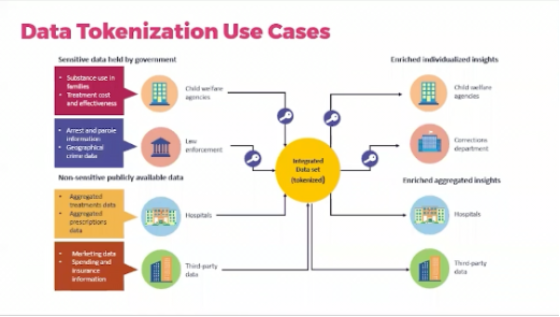 Data Tokenization Use Cases
Sensitive data held by government
Enriched individualized insights
• Substance use in
families
• Treatment cost
and effectiveness
Child welfare
agencies
Child welfare
agencies
• Arrest and parole
information
• Geographical
crime data
Law
enforcement
Integrated
Data set
(tokenized)
Corrections
department
Non-sensitive publicly available data
Enriched aggregated insights
• Aggregated
treatments data
• Aggregated
prescriptions
data
Hospitals
Hospitals
• Marketing data
• Spending and
insurance
information
Third-party
data
Third-party
data